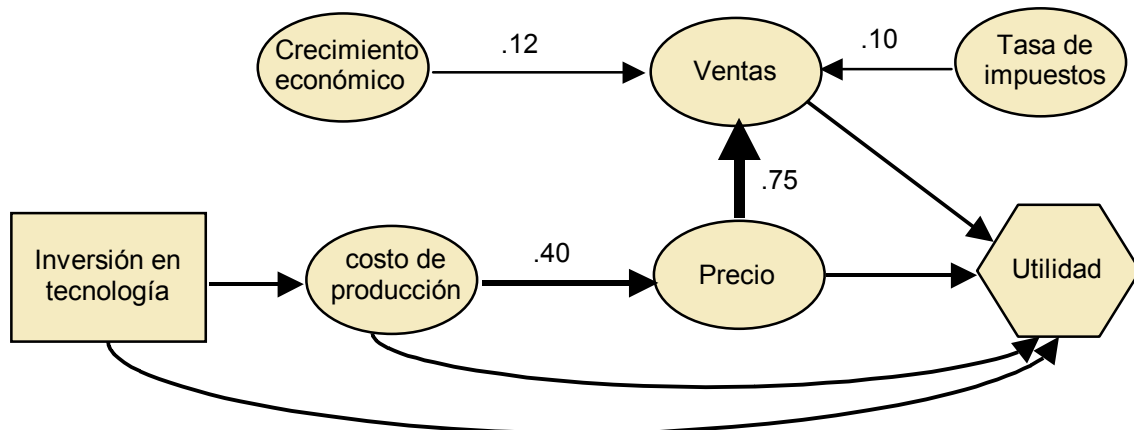 Crecimiento
económico
.12
Ventas
.10
Tasa de
impuestos
.75
Inversión en
tecnología
costo de
producción
.40
Precio
Utilidad